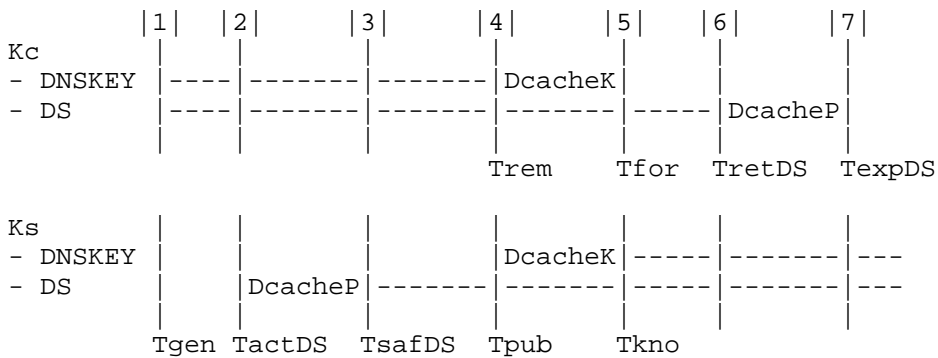 |1|  |2|     |3|     |4|     |5|   |6|     |7|
Kc        |    |       |       |       |     |       |
- DNSKEY  |----|-------|-------|DcacheK|     |       |
- DS      |----|-------|-------|-------|-----|DcacheP|
          |    |       |       |       |     |       |
                              Trem    Tfor  TretDS  TexpDS
Ks        |    |       |       |       |     |       |
- DNSKEY  |    |       |       |DcacheK|-----|-------|---
- DS      |    |DcacheP|-------|-------|-----|-------|---
          |    |       |       |       |     |       |
         Tgen TactDS  TsafDS  Tpub    Tkno